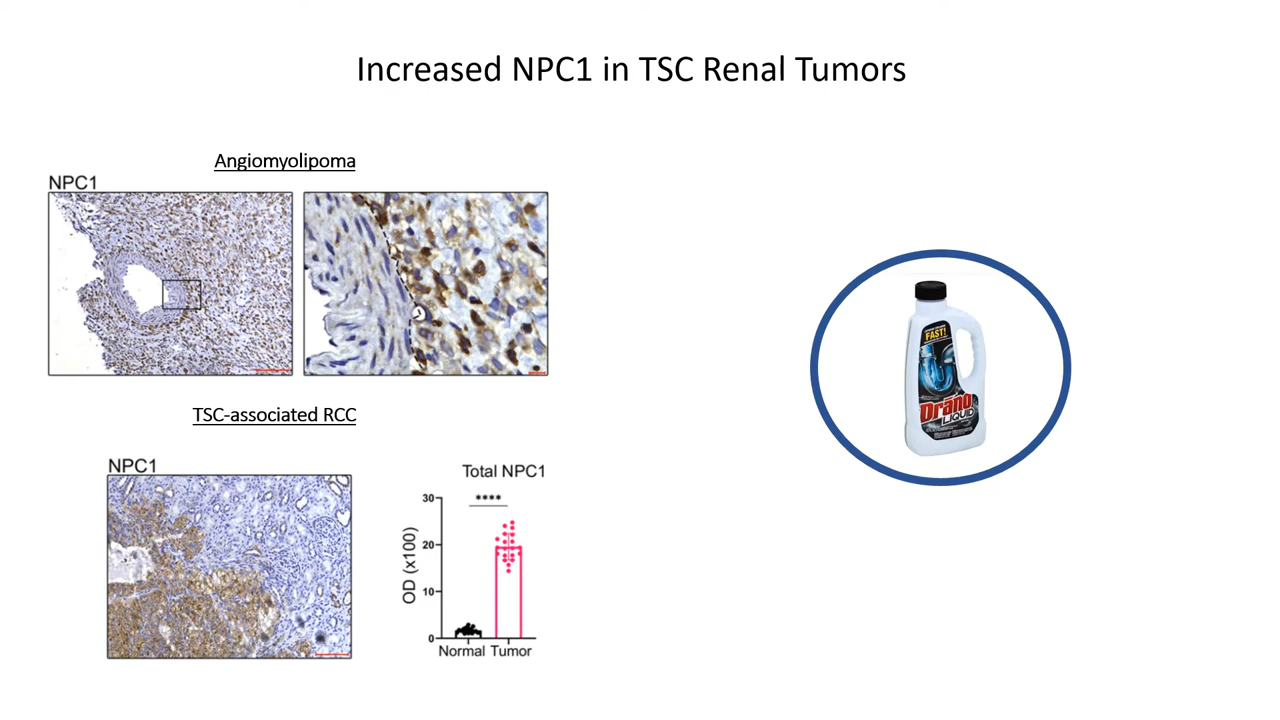 Increased NPC1 in TSC Renal Tumors
Angiomyolipoma
NPC1
TSC-associated RCC
NPC1
Total NPC1
****
30
20
10
0
OD (x100)
Normal Tumor
FAST!
Drano
LIQUID